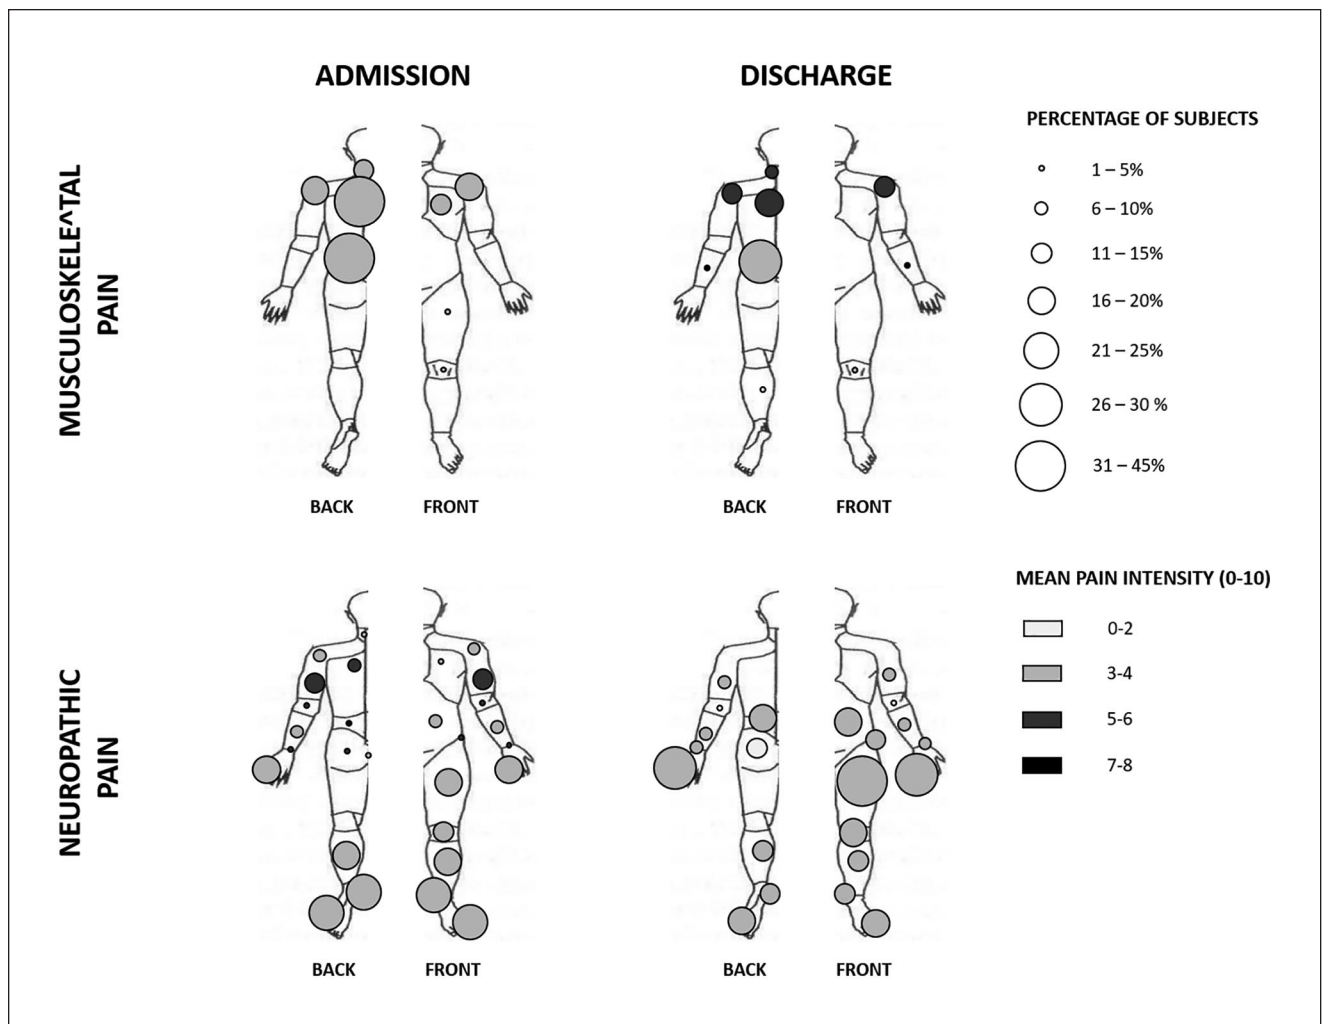 ADMISSION
DISCHARGE
PERCENTAGE OF SUBJECTS
1 – 5%
6 – 10%
11 – 15%
16 – 20%
21 – 25%
26 – 30 %
31 – 45%
MUSCULOSKELE^TAL
PAIN
BACK
FRONT
BACK
FRONT
MEAN PAIN INTENSITY (0-10)
0-2
3-4
5-6
7-8
NEUROPATHIC
PAIN
BACK
FRONT
BACK
FRONT